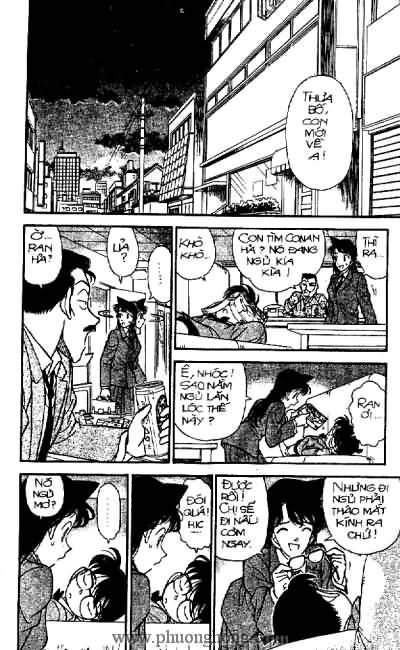 THƯA
BỐ,
CON
MỚI
VỀ
Ạ!
Ờ...
RAN
HẢ?
LẠ?
......
KHÒ
KHÒ..
CON TÌM CONAN
HẢ? NÓ ĐANG
NGỦ KÌA
KÌA!
THÌ
RA...
Ê, NHÓC!
SAO NẰM
NGỦ LĂN
LÓC THẾ
NÀY?
RAN
ƠI...
NÓ
NGỦ
MƠ?
......
ĐÓI
QUÁ! HIC
......
ĐƯỢC
RỒI!
CHỊ SẼ
ĐI NẤU
CƠM
NGAY.
NHƯNG ĐI
NGỦ PHẢI
THÁO MẮT
KÍNH RA
CHỨ!